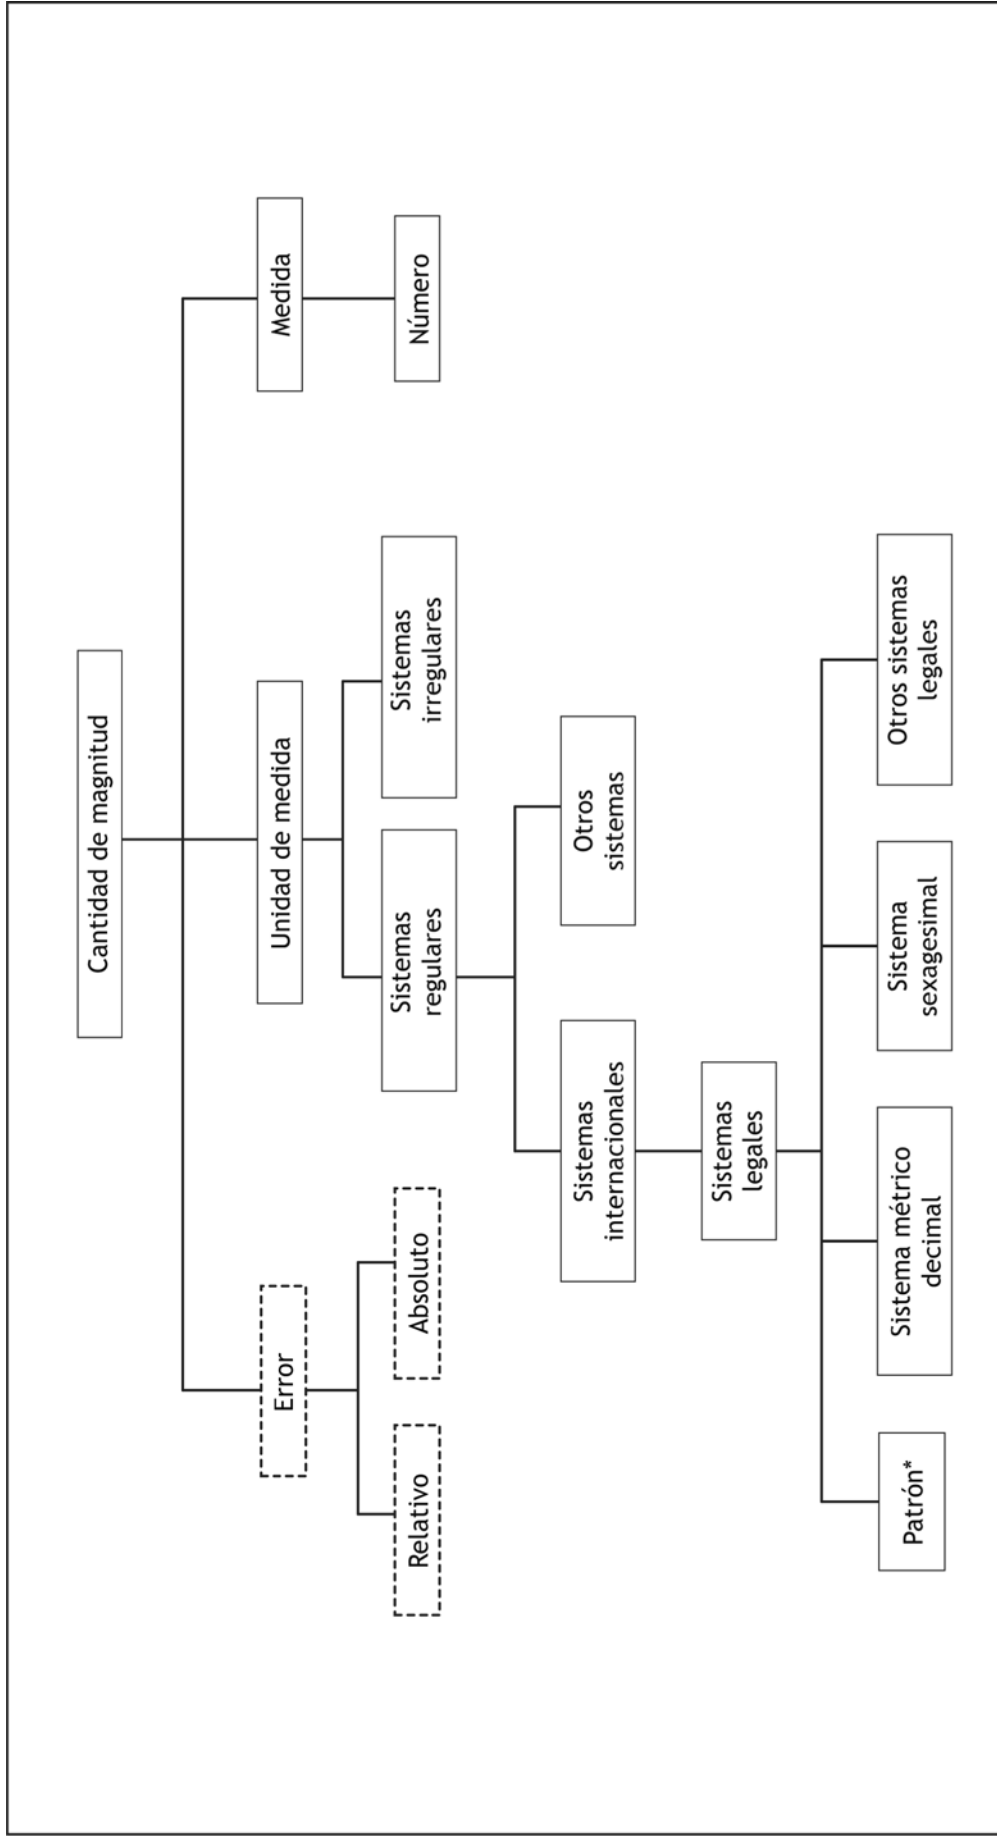 Cantidad de magnitud
Error
Unidad de medida
Medida
Relativo
Absoluto
Sistemas
regulares
Sistemas
irregulares
Número
Sistemas
internacionales
Otros
sistemas
Sistemas
legales
Patrón*
Sistema métrico
decimal
Sistema
sexagesimal
Otros sistemas
legales